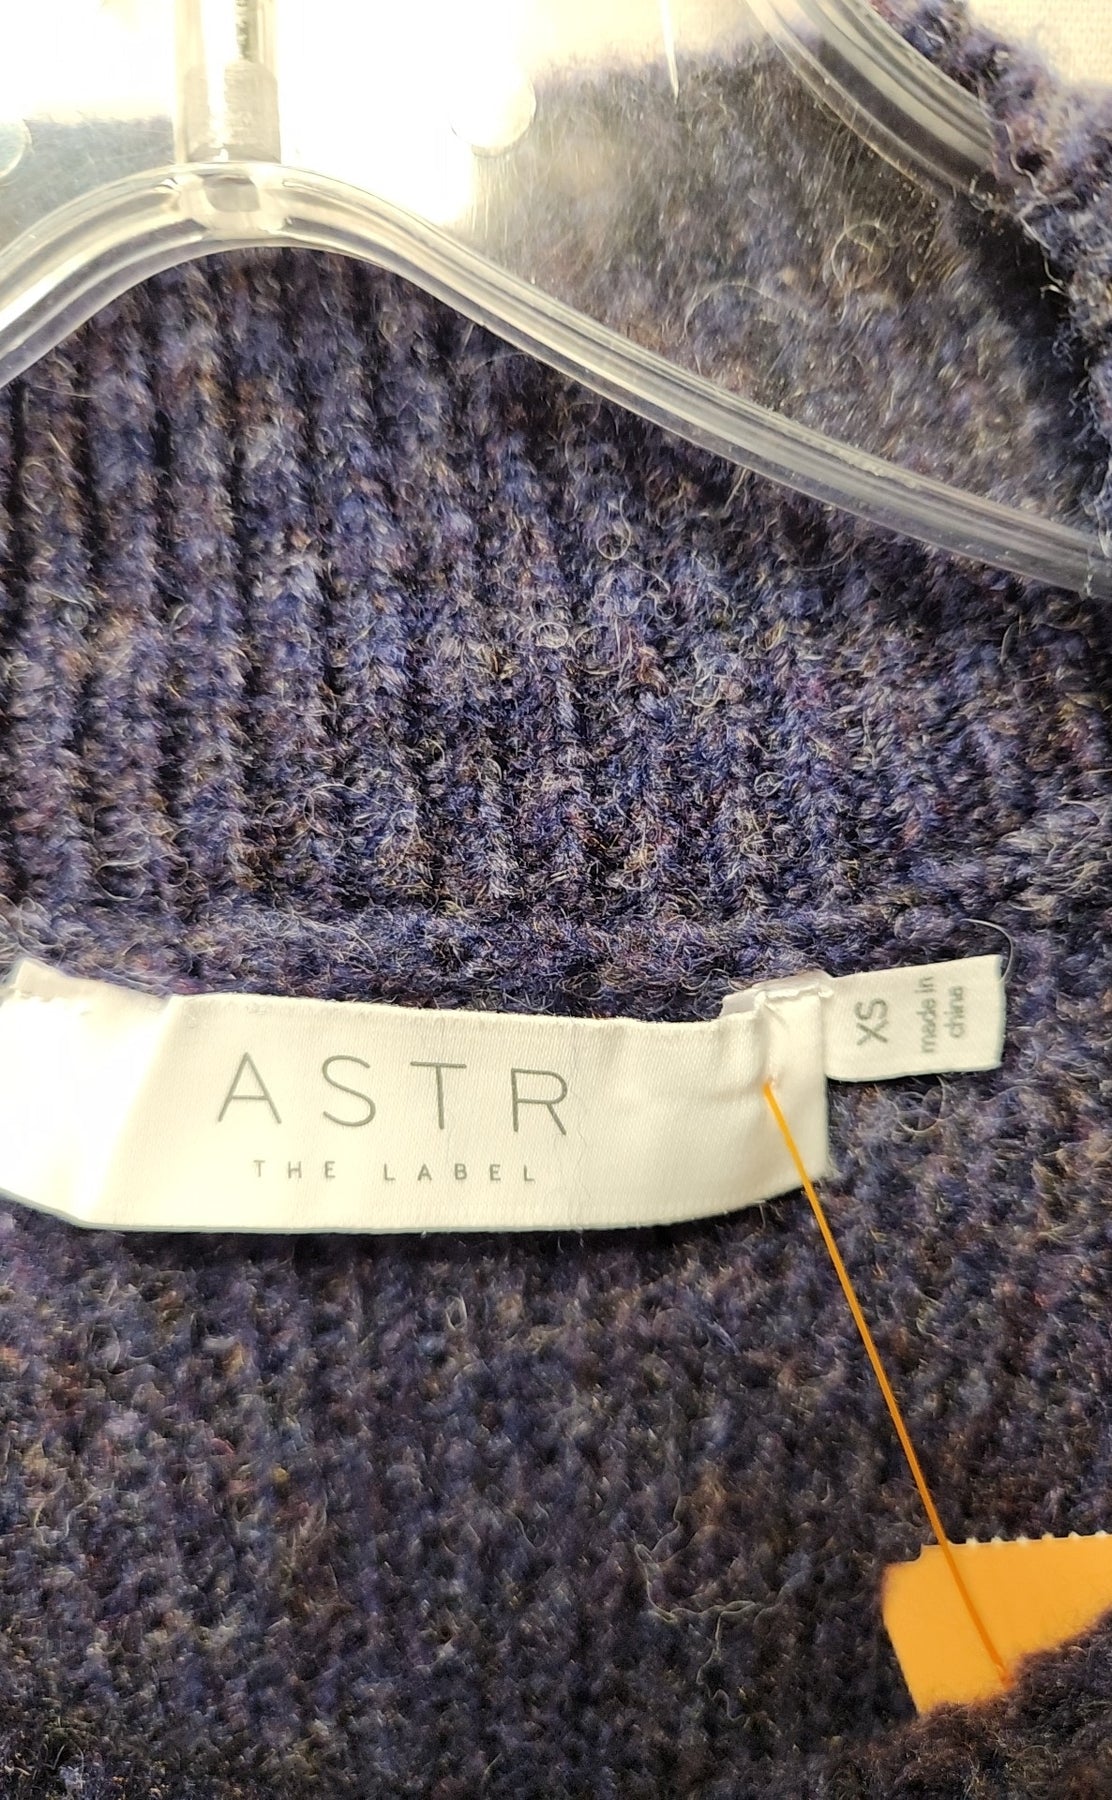 ASTR
THE LABEL
XS
made in
china